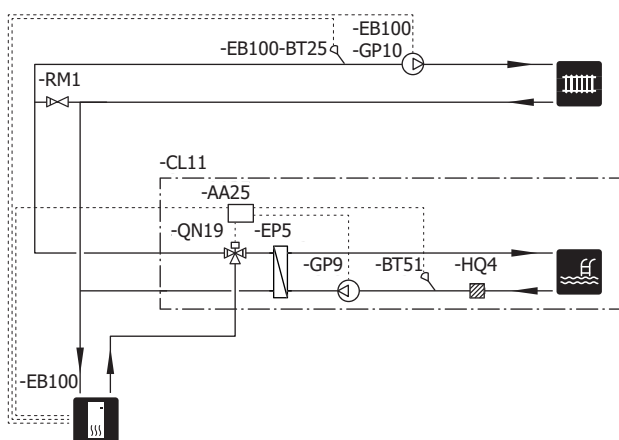 -EB100
-EB100-BT25
-GP10
-RM1
-CL11
-AA25
-QN19
-EP5
-GP9
-BT51
-HQ4
-EB100